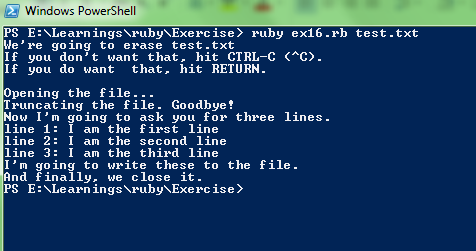 Windows PowerShell
PS E:\Learnings\ruby\Exercise> ruby ex16.rb test.txt
We're going to erase test.txt
If you don't want that, hit CTRL-C (^C).
If you do want  that, hit RETURN.

Opening the file...
Truncating the file. Goodbye!
Now I'm going to ask you for three lines.
line 1: I am the first line
line 2: I am the second line
line 3: I am the third line
I'm going to write these to the file.
And finally, we close it.
PS E:\Learnings\ruby\Exercise>